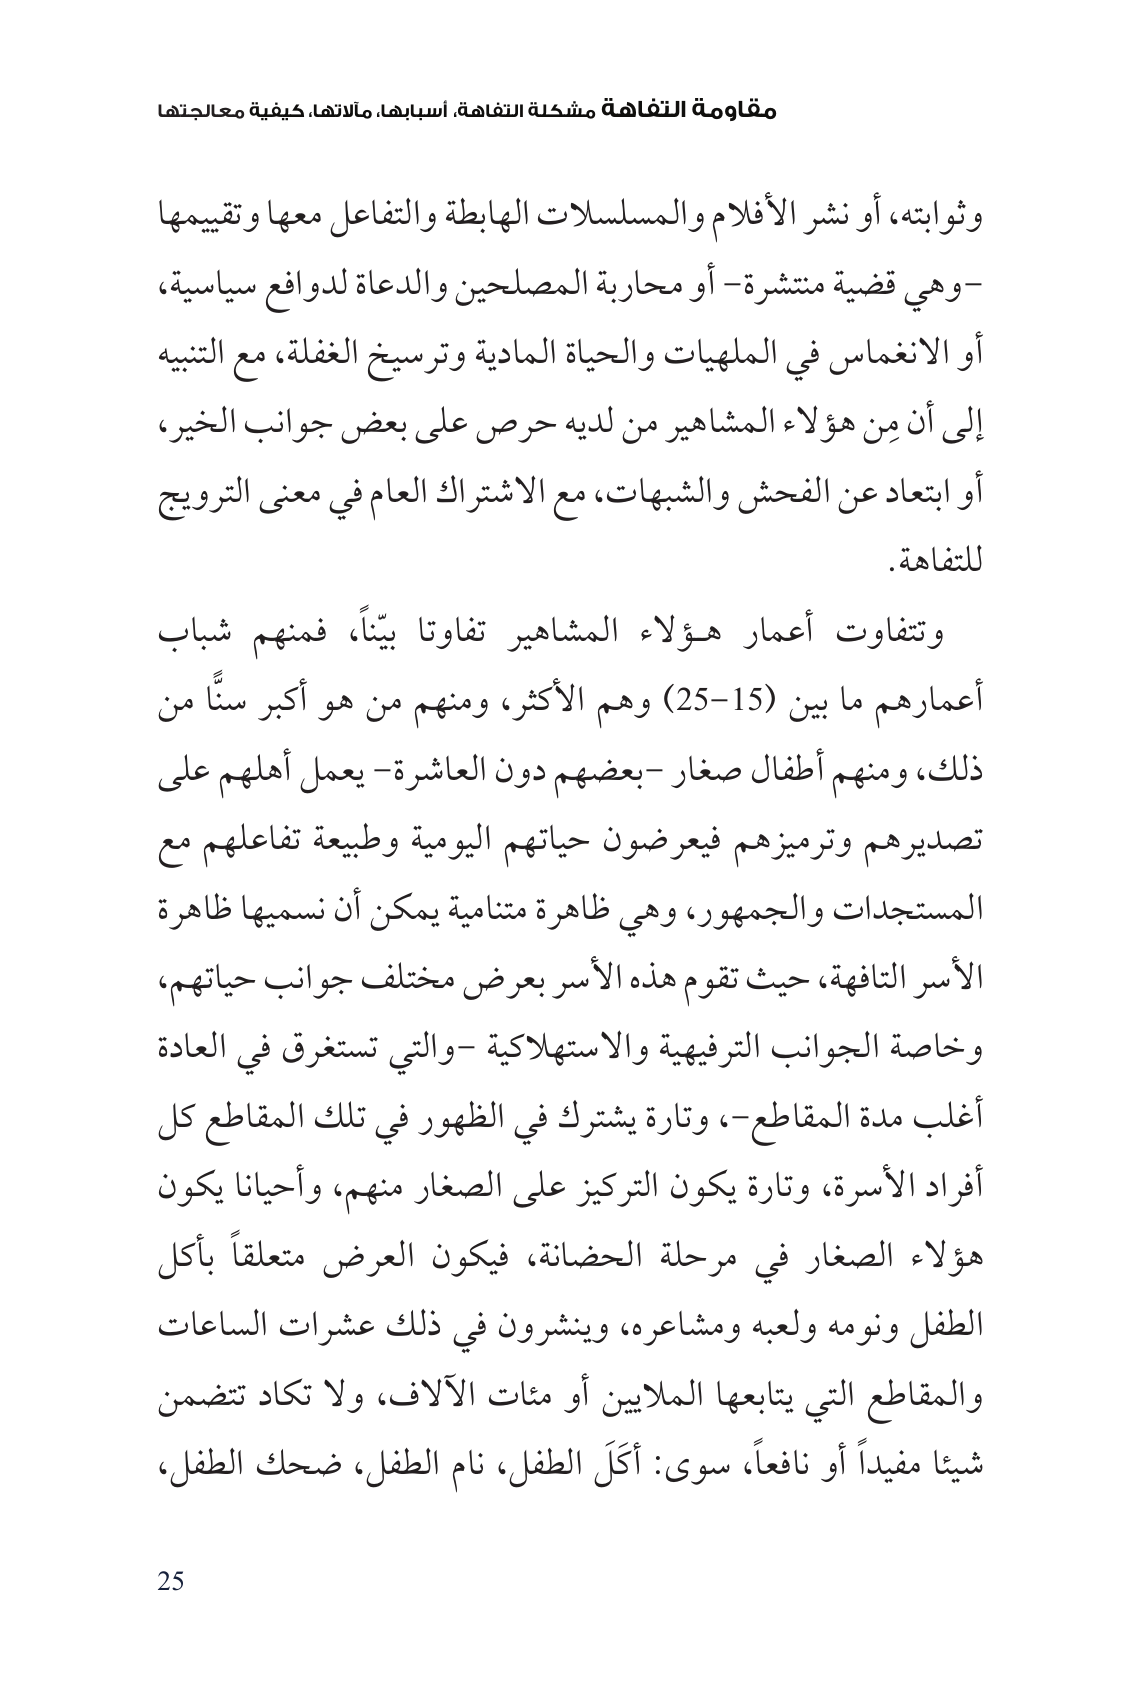 مقاومة التفاهة مشكلة التفاهة، أسبابها، مآلاتها، كيفية معالجتها
وثوابته، أو نشر الأفلام والمسلسلات الهابطة والتفاعل معها وتقييمها
-وهي قضية منتشرة- أو محاربة المصلحين والدعاة لدوافع سياسية،
أو الانغماس في الملهيات والحياة المادية وترسيخ الغفلة، مع التنبيه
إلى أن مِن هؤلاء المشاهير من لديه حرص على بعض جوانب الخير،
أو ابتعاد عن الفحش والشبهات، مع الاشتراك العام في معنى الترويج
للتفاهة.
وتتفاوت أعمار هـؤلاء المشاهير تفاوتا بيّناً، فمنهم شباب
أعمارهم ما بين (15-25) وهم الأكثر، ومنهم من هو أكبر سنًّا من
ذلك، ومنهم أطفال صغار -بعضهم دون العاشرة- يعمل أهلهم على
تصديرهم وترميزهم فيعرضون حياتهم اليومية وطبيعة تفاعلهم مع
المستجدات والجمهور، وهي ظاهرة متنامية يمكن أن نسميها ظاهرة
الأسر التافهة، حيث تقوم هذه الأسر بعرض مختلف جوانب حياتهم،
وخاصة الجوانب الترفيهية والاستهلاكية -والتي تستغرق في العادة
أغلب مدة المقاطع-، وتارة يشترك في الظهور في تلك المقاطع كل
أفراد الأسرة، وتارة يكون التركيز على الصغار منهم، وأحيانا يكون
هؤلاء الصغار في مرحلة الحضانة، فيكون العرض متعلقاً بأكل
الطفل ونومه ولعبه ومشاعره، وينشرون في ذلك عشرات الساعات
والمقاطع التي يتابعها الملايين أو مئات الآلاف، ولا تكاد تتضمن
شيئا مفيداً أو نافعاً، سوى: أكَلَ الطفل، نام الطفل، ضحك الطفل،
25